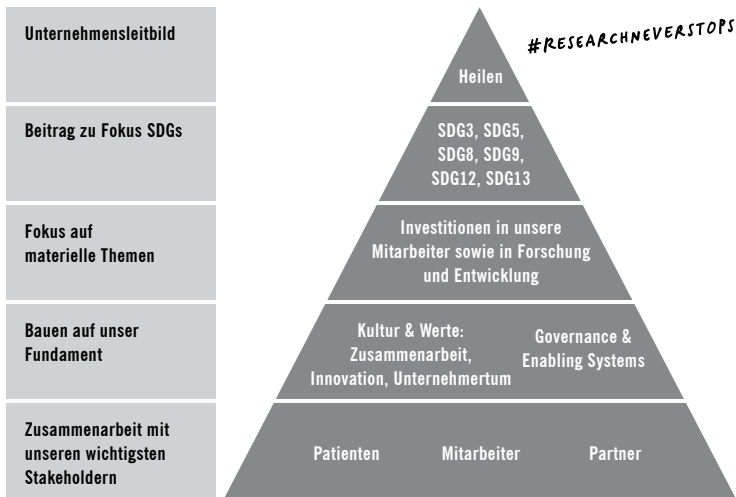 Unternehmensleitbild
Heilen
#RESEARCHNEVERSTOPS
Beitrag zu Fokus SDGs
SDG3, SDG5,
SDG8, SDG9,
SDG12, SDG13
Fokus auf
materielle Themen
Investitionen in unsere
Mitarbeiter sowie in Forschung
und Entwicklung
Bauen auf unser
Fundament
Kultur & Werte:
Zusammenarbeit,
Innovation, Unternehmertum
Governance &
Enabling Systems
Zusammenarbeit mit
unseren wichtigsten
Stakeholdern
Patienten
Mitarbeiter
Partner